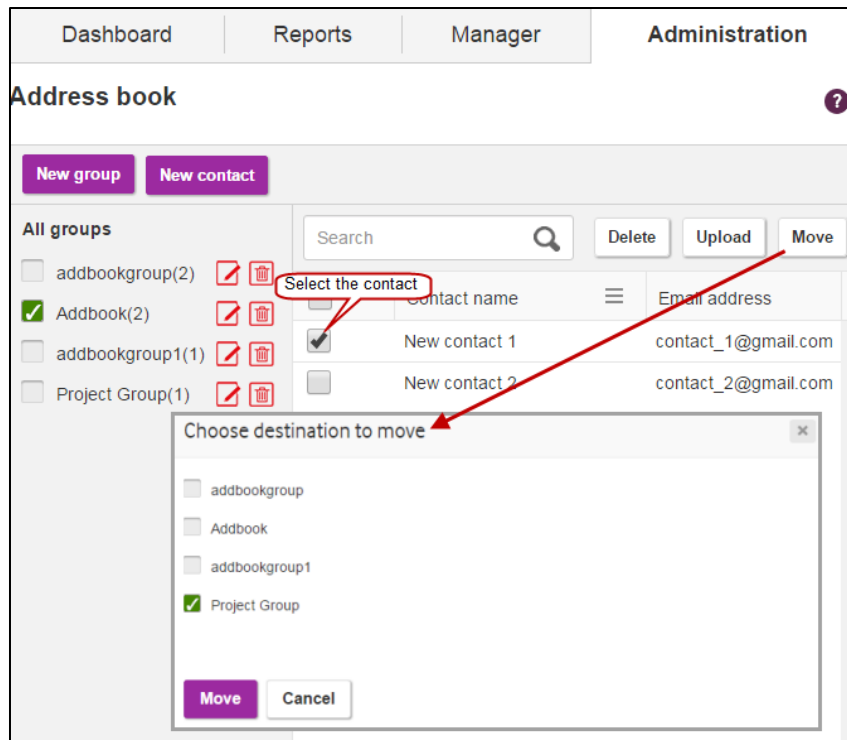 Dashboard Reports Manager Administration
Address book
?
New group New contact
All groups
addbookgroup(2)
Addbook(2)
addbookgroup1(1)
Project Group(1)
Search Delete Upload Move
Select the contact
Contact name Email address
New contact 1 contact_1@gmail.com
New contact 2 contact_2@gmail.com
Choose destination to move
addbookgroup
Addbook
addbookgroup1
Project Group
Move Cancel